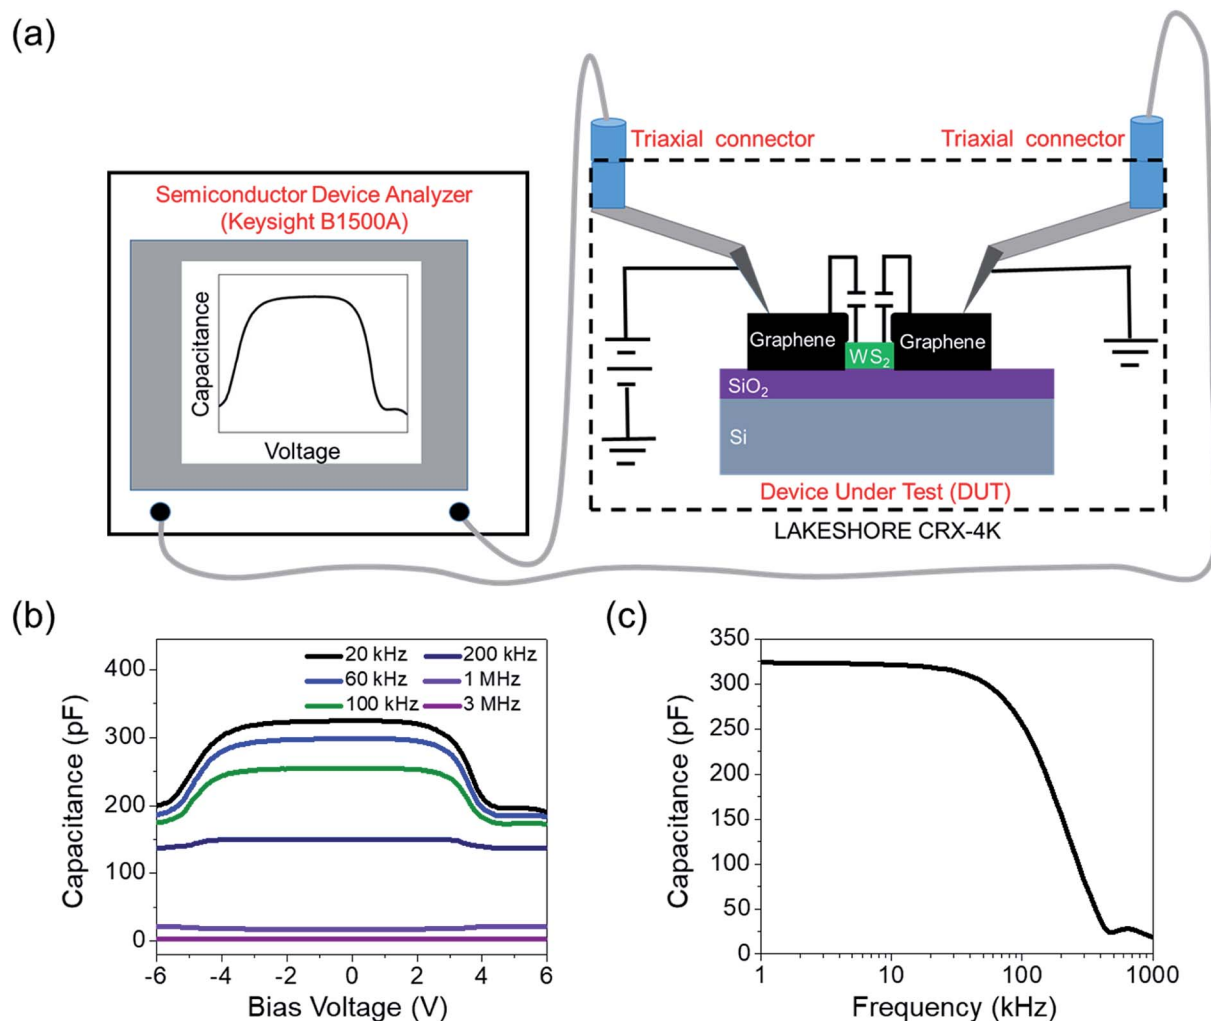 (a)
Triaxial connector
Triaxial connector
Semiconductor Device Analyzer
(Keysight B1500A)
Capacitance
Voltage
Graphene
WS₂
Graphene
SiO₂
Si
Device Under Test (DUT)
LAKESHORE CRX-4K
(b)
Capacitance (pF)
400
300
200
100
0
20 kHz
200 kHz
60 kHz
1 MHz
100 kHz
3 MHz
-6 -4 -2 0 2 4 6
Bias Voltage (V)
(c)
Capacitance (pF)
350
300
250
200
150
100
50
0
1 10 100 1000
Frequency (kHz)